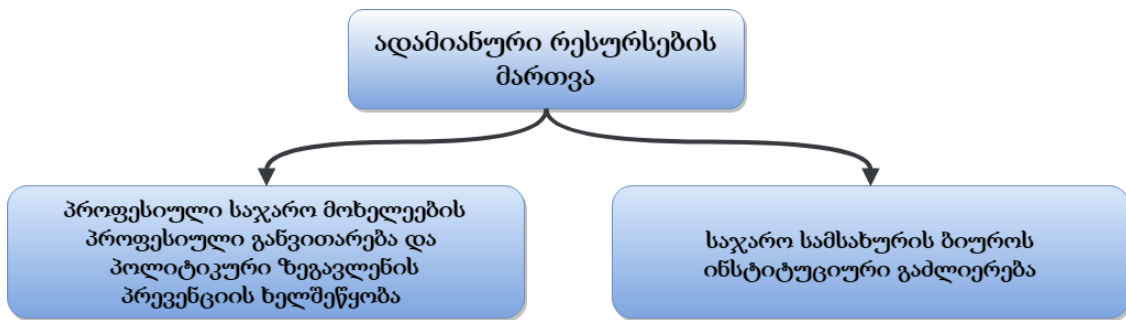 ადამიანური რესურსების
მართვა
პროფესიული საჯარო მოხელეების
პროფესიული განვითარება და
პოლიტიკური ზეგავლენის
პრევენციის ხელშეწყობა
საჯარო სამსახურის ბიუროს
ინსტიტუციური გაძლიერება